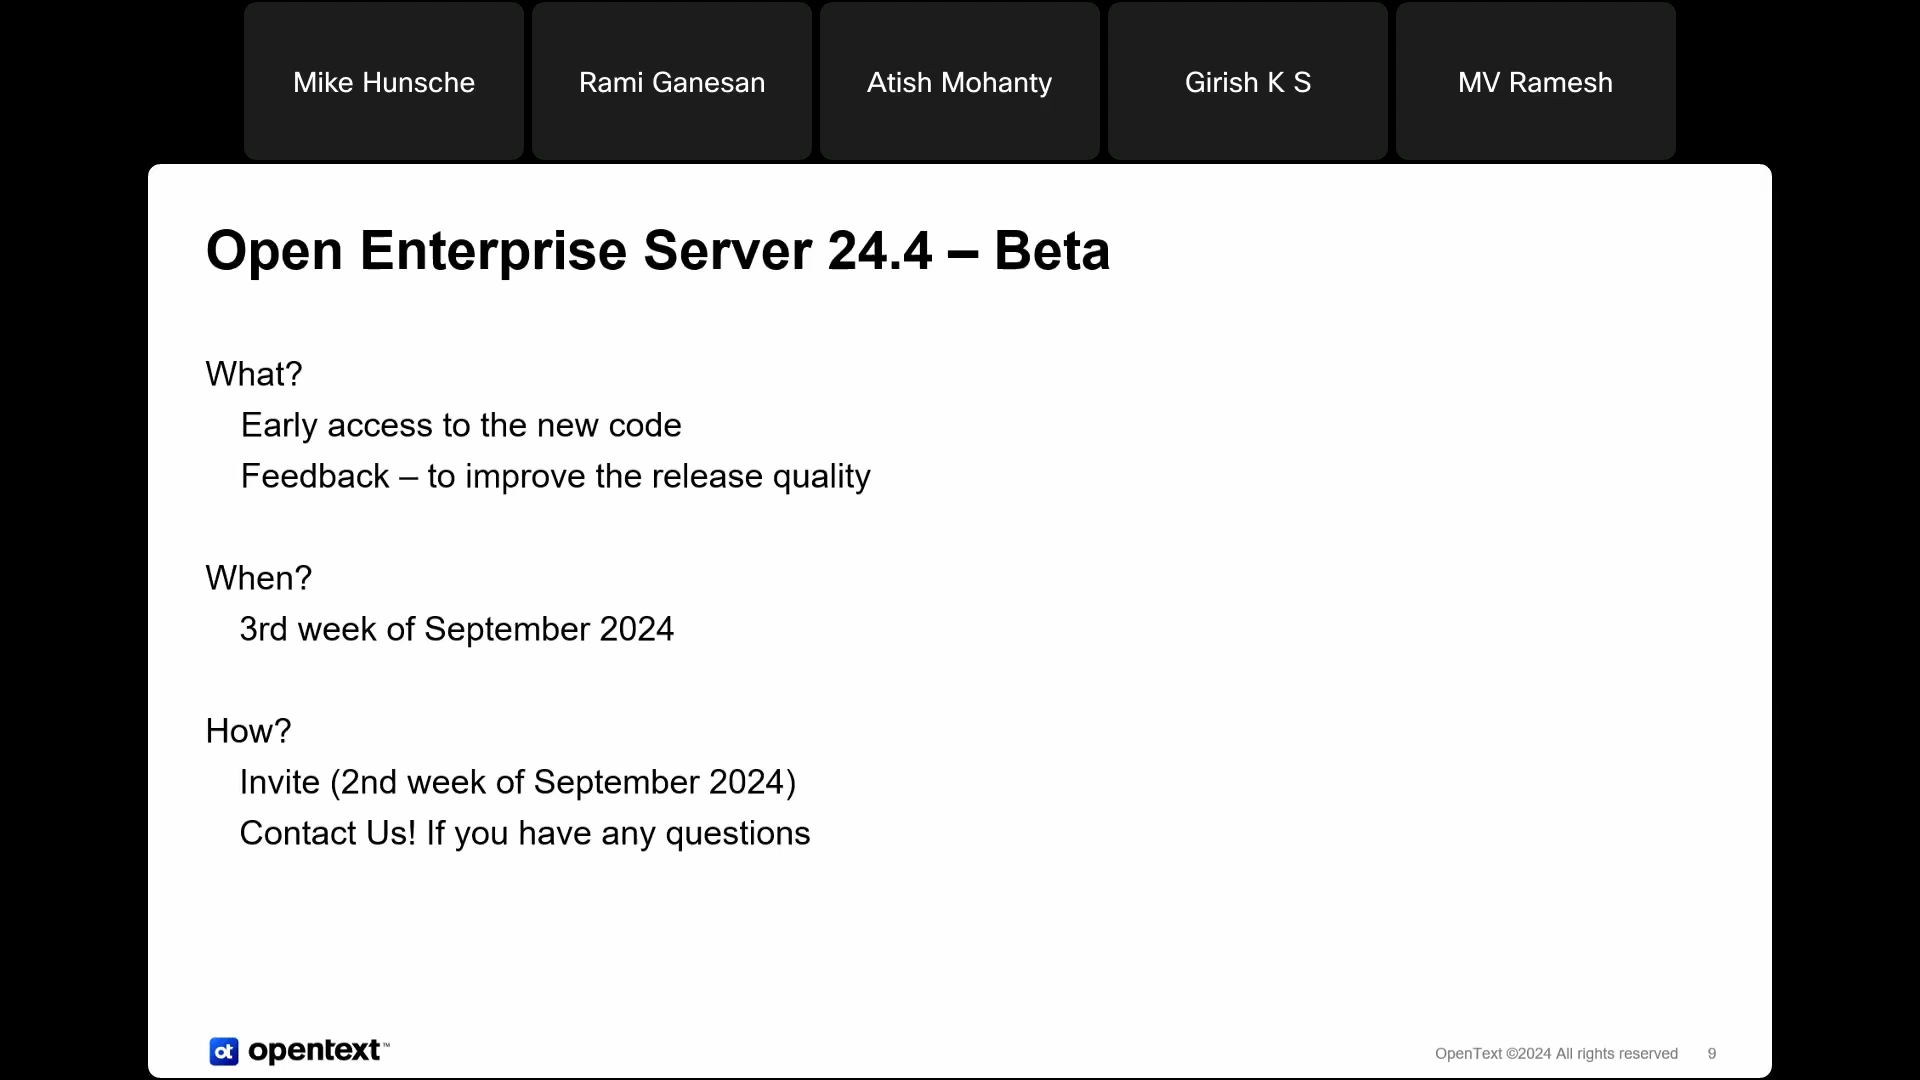 Mike Hunsche
Rami Ganesan
Atish Mohanty
Girish K S
MV Ramesh
Open Enterprise Server 24.4 – Beta
What?
Early access to the new code
Feedback – to improve the release quality
When?
3rd week of September 2024
How?
Invite (2nd week of September 2024)
Contact Us! If you have any questions
ot opentext™
OpenText ©2024 All rights reserved 9